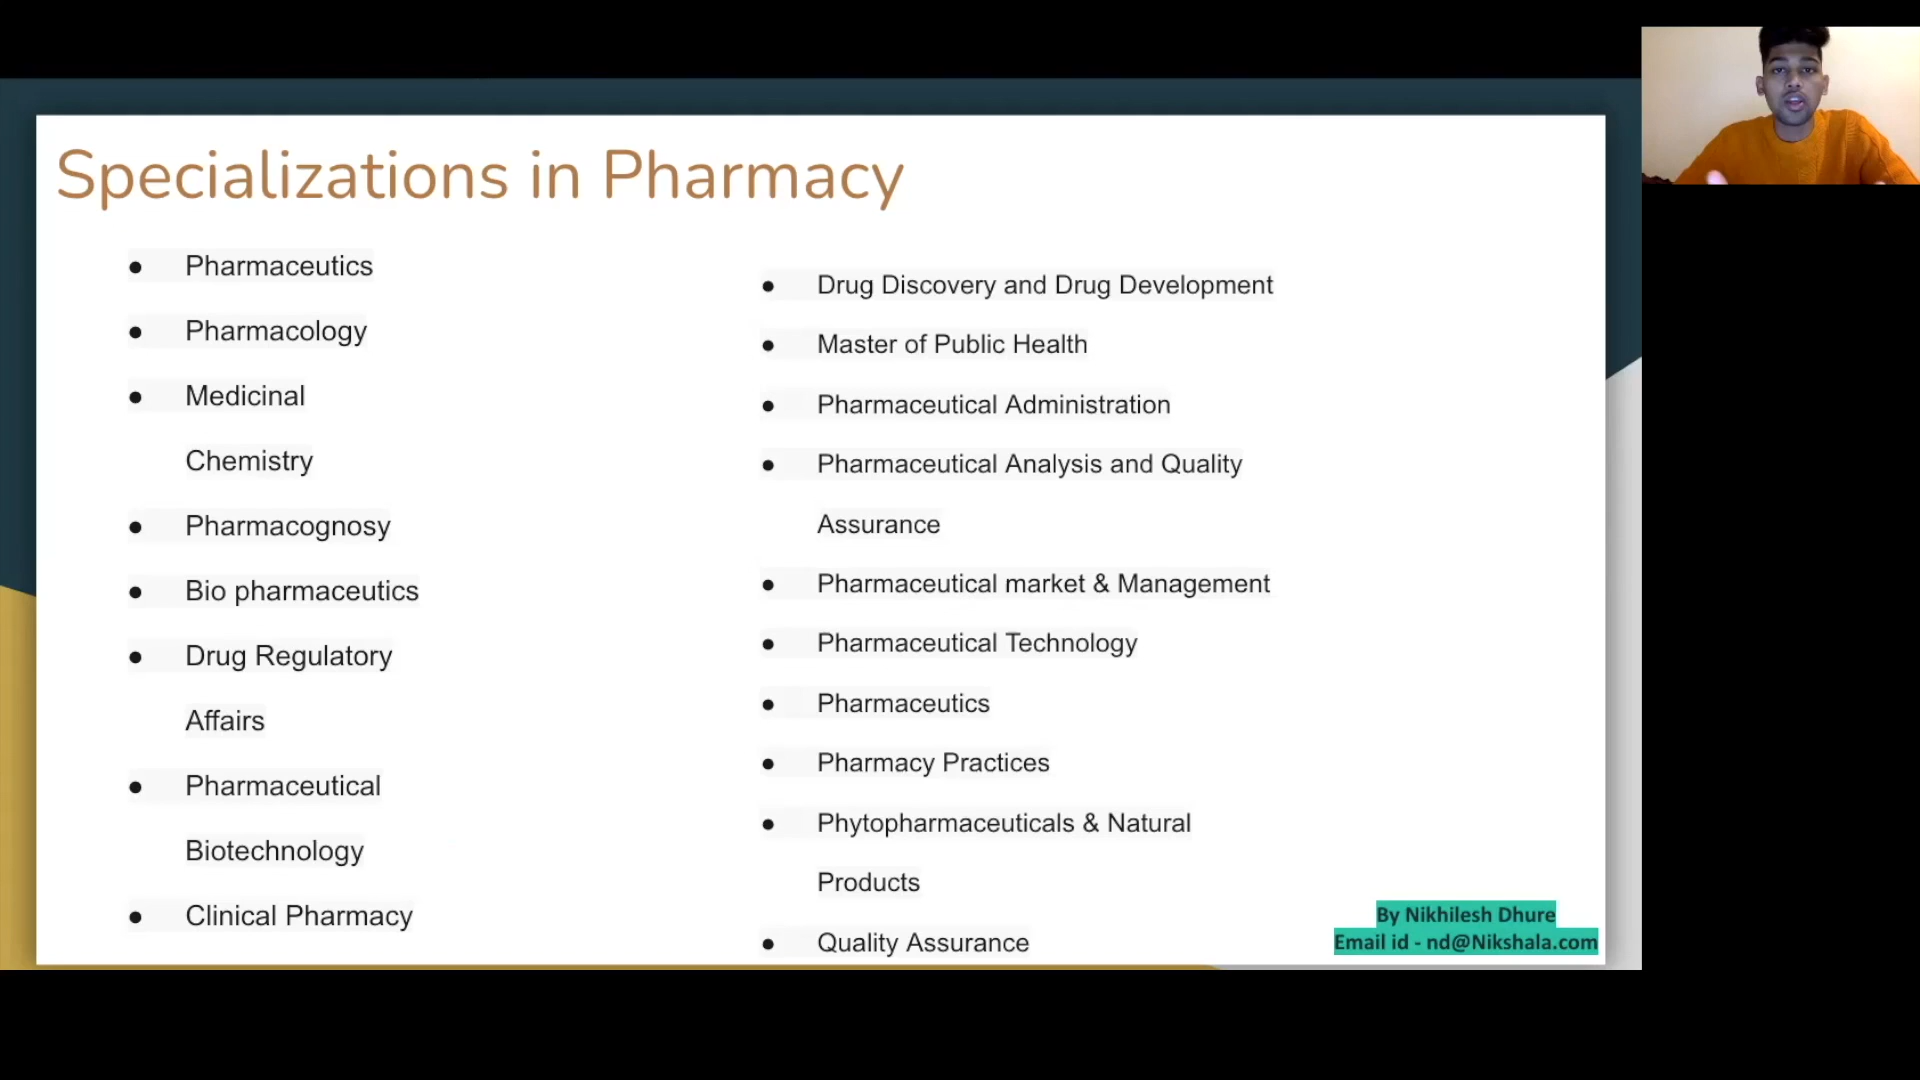 Specializations in Pharmacy
● Pharmaceutics
● Pharmacology
● Medicinal
Chemistry
● Pharmacognosy
● Bio pharmaceutics
● Drug Regulatory
Affairs
● Pharmaceutical
Biotechnology
● Clinical Pharmacy
● Drug Discovery and Drug Development
● Master of Public Health
● Pharmaceutical Administration
● Pharmaceutical Analysis and Quality
Assurance
● Pharmaceutical market & Management
● Pharmaceutical Technology
● Pharmaceutics
● Pharmacy Practices
● Phytopharmaceuticals & Natural
Products
● Quality Assurance
By Nikhilesh Dhure
Email id - nd@Nikshala.com